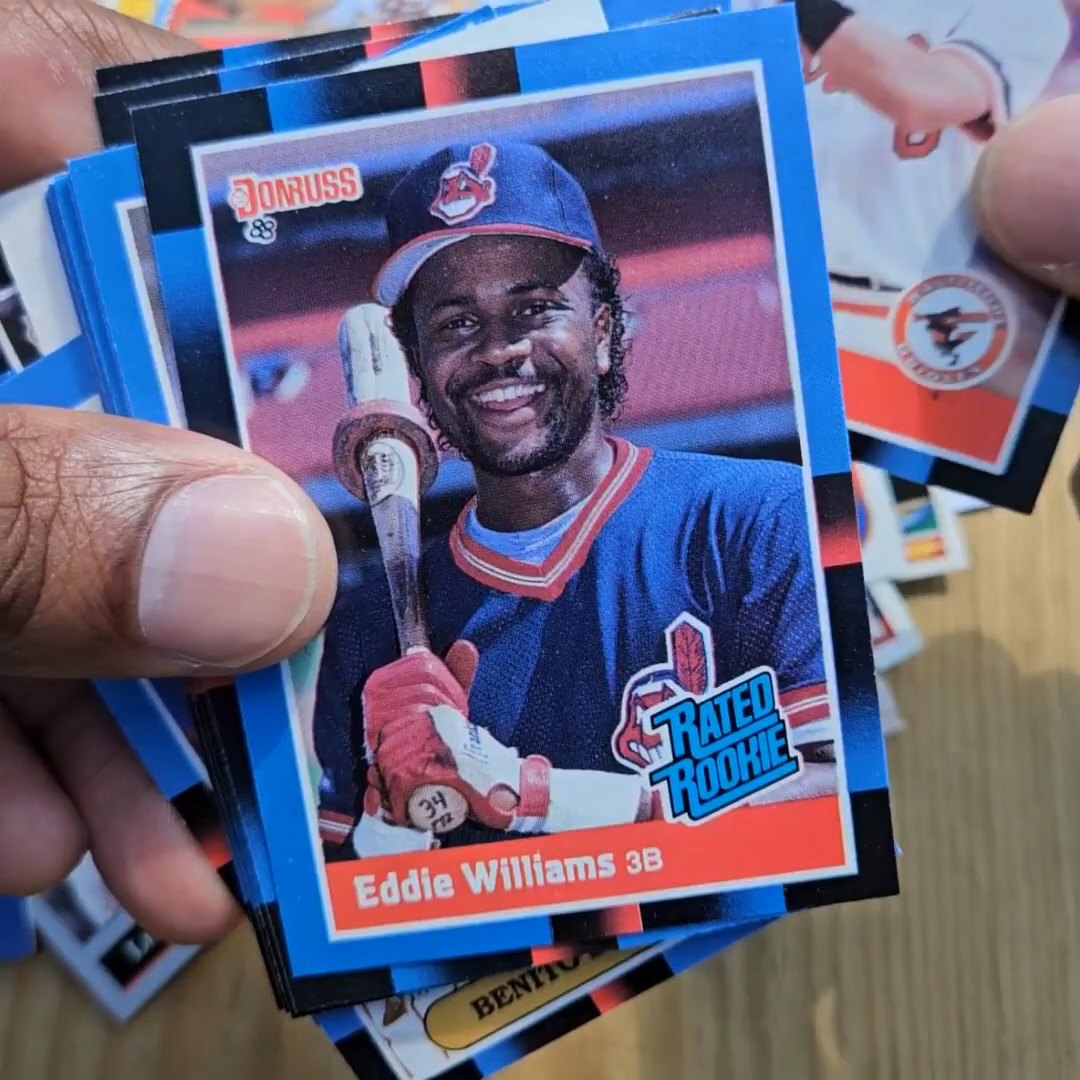 DONRUSS
88
34
RATED
ROOKIE
Eddie Williams 3B
BENITO